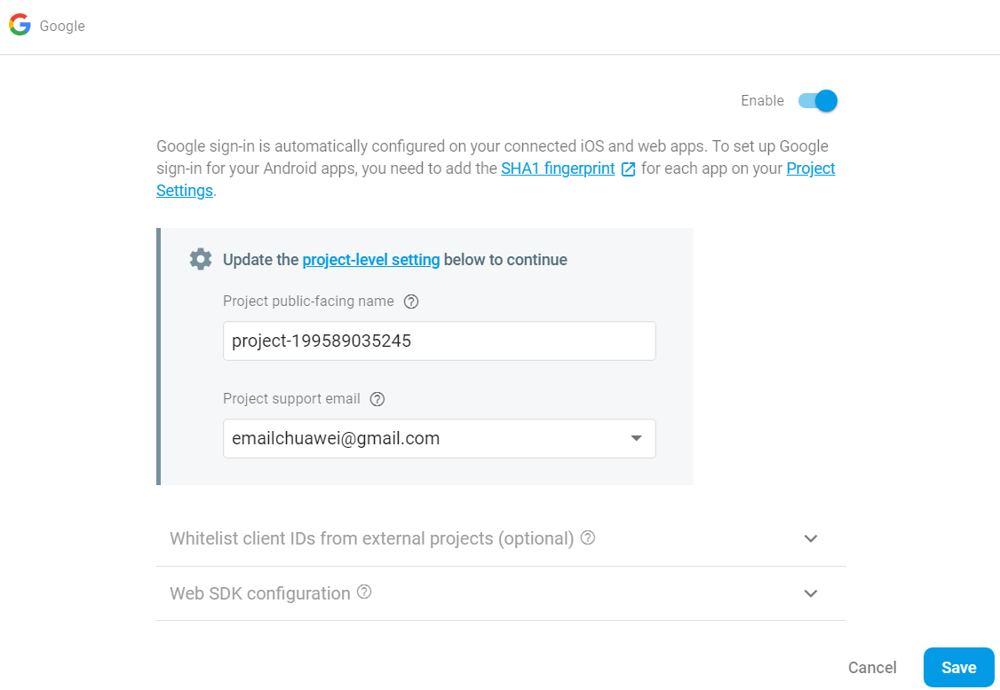 Google
Enable
Google sign-in is automatically configured on your connected iOS and web apps. To set up Google
sign-in for your Android apps, you need to add the SHA1 fingerprint for each app on your Project
Settings.
Update the project-level setting below to continue
Project public-facing name
project-199589035245
Project support email
emailchuawei@gmail.com
Whitelist client IDs from external projects (optional)
Web SDK configuration
Cancel
Save